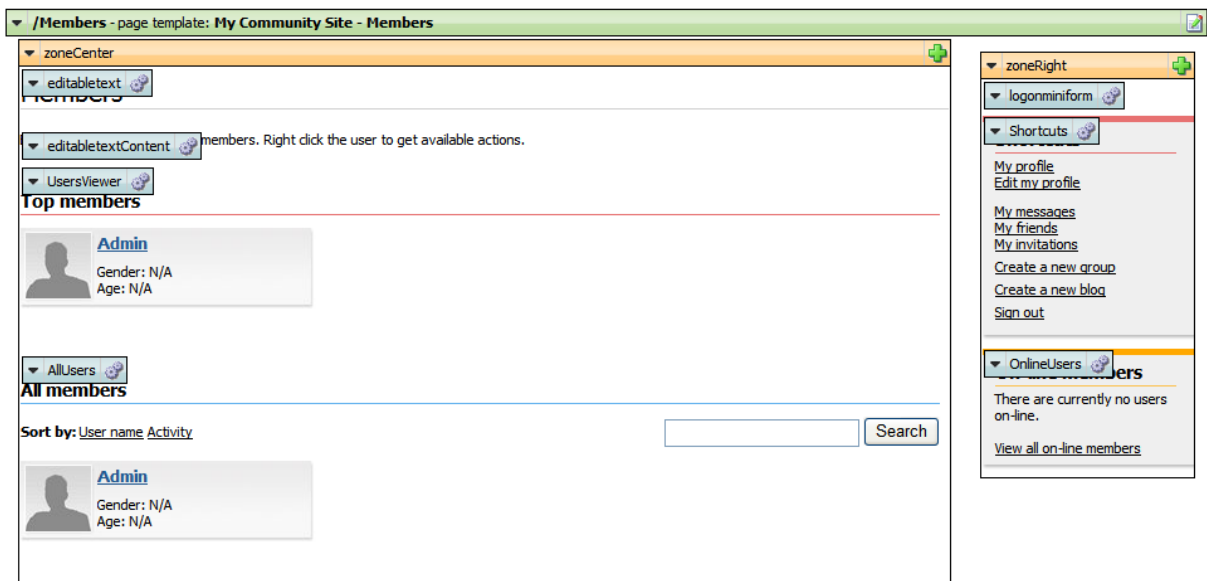 /Members - page template: My Community Site - Members
zoneCenter
editabletext
Members
editabletextContent members. Right click the user to get available actions.
UsersViewer
Top members
Admin
Gender: N/A
Age: N/A
AllUsers
All members
Sort by: User name Activity
Search
Admin
Gender: N/A
Age: N/A
zoneRight
logonminiform
Shortcuts
My profile
Edit my profile
My messages
My friends
My invitations
Create a new group
Create a new blog
Sign out
OnlineUsers
There are currently no users
on-line.
View all on-line members